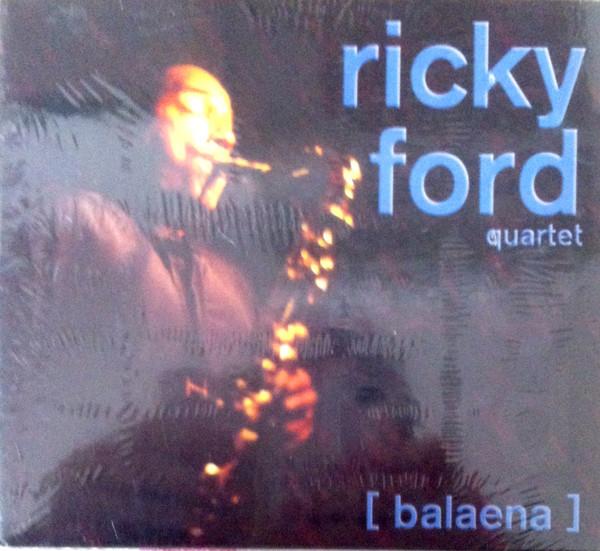 ricky
ford
quartet
[ balaena ]